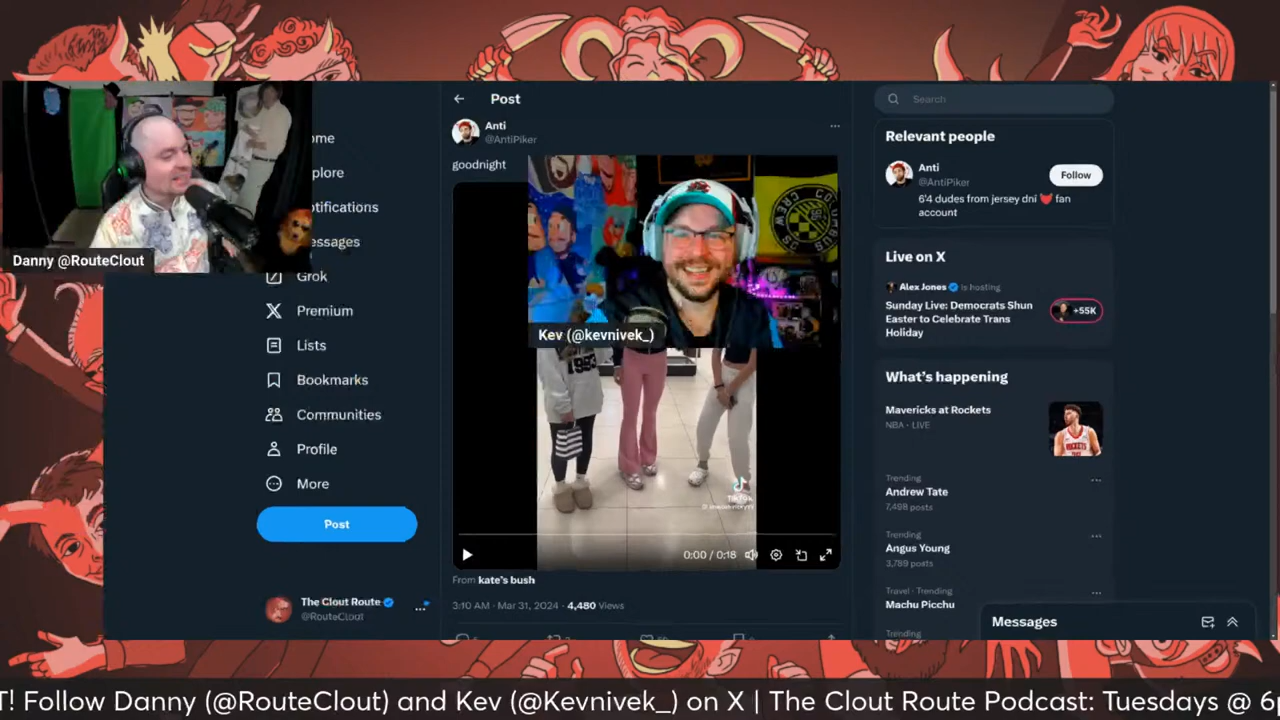 Danny @RouteClout
ome
plore
otifications
essages
Grok
Premium
Lists
Bookmarks
Communities
Profile
More
Post
The Clout Route
@RouteClout
Post
Anti
@AntiPiker
goodnight
Kev (@kevnivek_)
1993
TikTok
0:00 / 0:18
From kate's bush
3:10 AM · Mar 31, 2024 · 4,480 Views
Search
Relevant people
Anti
@AntiPiker
Follow
6'4 dudes from jersey dni ❤️ fan
account
Live on X
Alex Jones is hosting
Sunday Live: Democrats Shun
Easter to Celebrate Trans
Holiday
+55K
What's happening
Mavericks at Rockets
NBA · LIVE
ROCKETS
Trending
Andrew Tate
7,498 posts
Trending
Angus Young
3,789 posts
Travel · Trending
Machu Picchu
Trending
Messages
T! Follow Danny (@RouteClout) and Kev (@Kevnivek_) on X | The Clout Route Podcast: Tuesdays @ 6p